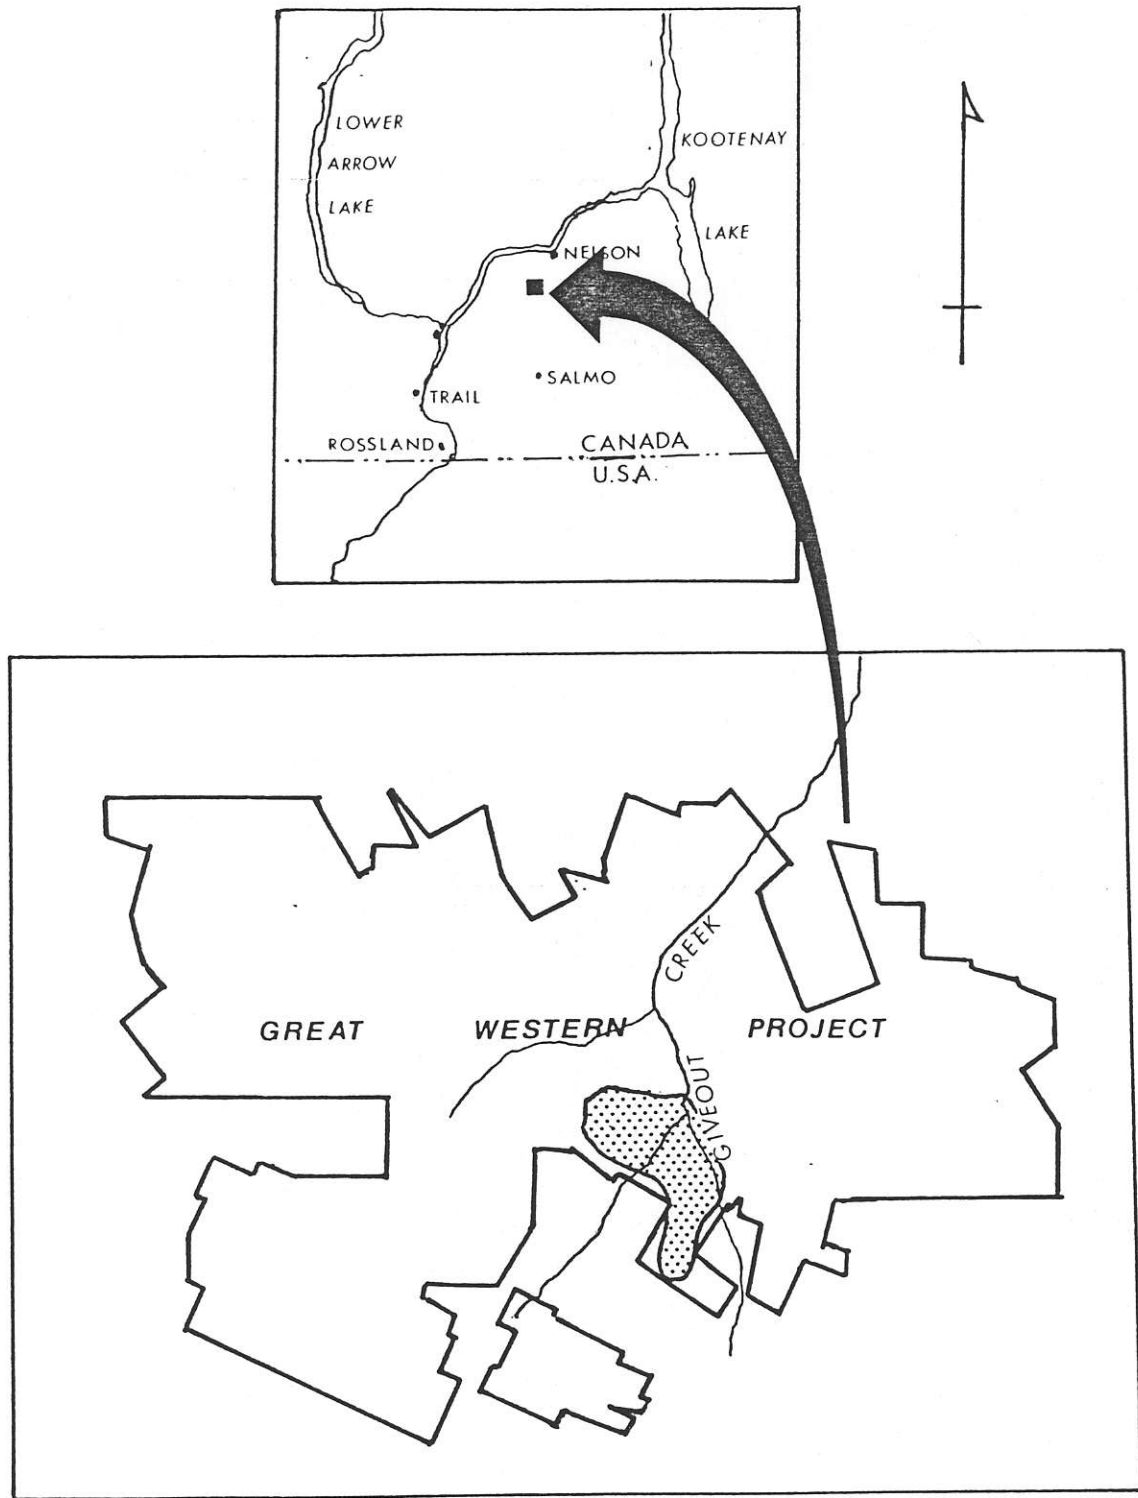 LOWER
ARROW
LAKE
KOOTENAY
LAKE
NELSON
SALMO
TRAIL
ROSSLAND
CANADA
U.S.A.
CREEK
GREAT WESTERN PROJECT
GIVEOUT